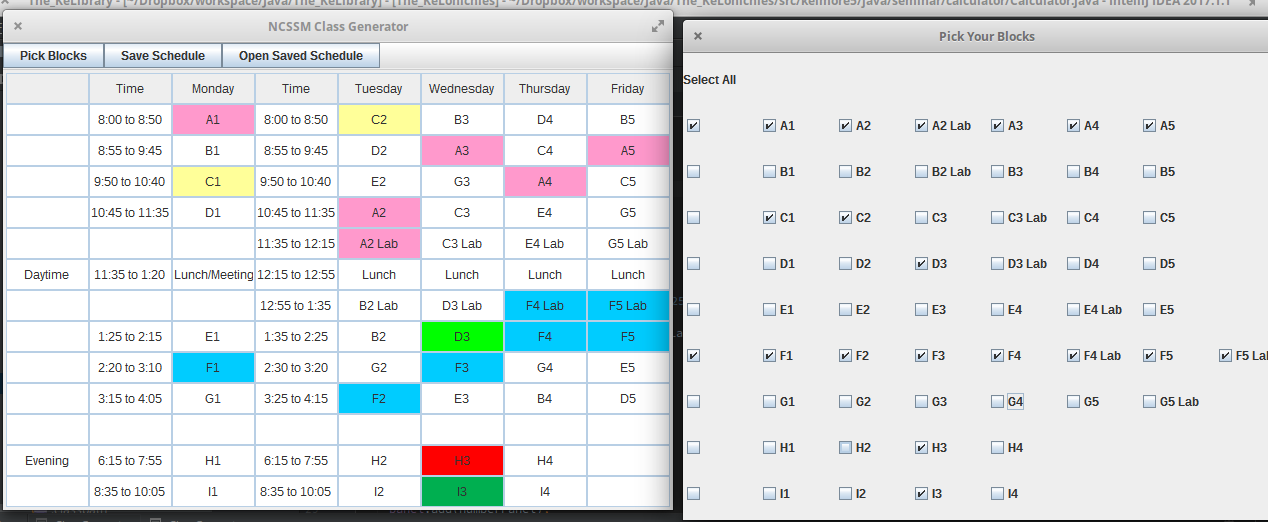 The_KeLibrary - [~/Dropbox/workspace/java/The_KeLibrary] - [The_KeLonichles] - ~/Dropbox/workspace/java/The_KeLonichles/src/kelmore5/java/seminar/calculator/Calculator.java - IntelliJ IDEA 2017.1.1
NCSSM Class Generator
Pick Blocks Save Schedule Open Saved Schedule
Time Monday Time Tuesday Wednesday Thursday Friday
8:00 to 8:50 A1 8:00 to 8:50 C2 B3 D4 B5
8:55 to 9:45 B1 8:55 to 9:45 D2 A3 C4 A5
9:50 to 10:40 C1 9:50 to 10:40 E2 G3 A4 C5
10:45 to 11:35 D1 10:45 to 11:35 A2 C3 E4 G5
11:35 to 12:15 A2 Lab C3 Lab E4 Lab G5 Lab
Daytime 11:35 to 1:20 Lunch/Meeting 12:15 to 12:55 Lunch Lunch Lunch Lunch
12:55 to 1:35 B2 Lab D3 Lab F4 Lab F5 Lab
1:25 to 2:15 E1 1:35 to 2:25 B2 D3 F4 F5
2:20 to 3:10 F1 2:30 to 3:20 G2 F3 G4 E5
3:15 to 4:05 G1 3:25 to 4:15 F2 E3 B4 D5
Evening 6:15 to 7:55 H1 6:15 to 7:55 H2 H3 H4
8:35 to 10:05 I1 8:35 to 10:05 I2 I3 I4
Pick Your Blocks
Select All
A1 A2 A2 Lab A3 A4 A5
B1 B2 B2 Lab B3 B4 B5
C1 C2 C3 C3 Lab C4 C5
D1 D2 D3 D3 Lab D4 D5
E1 E2 E3 E4 E4 Lab E5
F1 F2 F3 F4 F4 Lab F5 F5 Lal
G1 G2 G3 G4 G5 G5 Lab
H1 H2 H3 H4
I1 I2 I3 I4